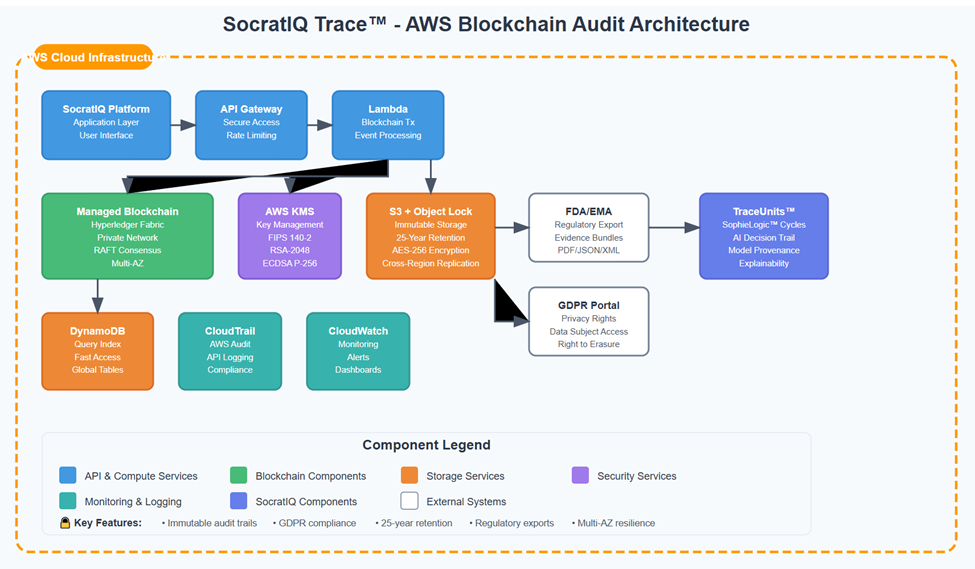 SocratIQ Trace™ - AWS Blockchain Audit Architecture
WS Cloud Infrastructur
SocratIQ Platform
Application Layer
User Interface
API Gateway
Secure Access
Rate Limiting
Lambda
Blockchain Tx
Event Processing
Managed Blockchain
Hyperledger Fabric
Private Network
RAFT Consensus
Multi-AZ
AWS KMS
Key Management
FIPS 140-2
RSA-2048
ECDSA P-256
S3 + Object Lock
Immutable Storage
25-Year Retention
AES-256 Encryption
Cross-Region Replication
FDA/EMA
Regulatory Export
Evidence Bundles
PDF/JSON/XML
TraceUnits™
SophieLogic™ Cycles
AI Decision Trail
Model Provenance
Explainability
GDPR Portal
Privacy Rights
Data Subject Access
Right to Erasure
DynamoDB
Query Index
Fast Access
Global Tables
CloudTrail
AWS Audit
API Logging
Compliance
CloudWatch
Monitoring
Alerts
Dashboards
Component Legend
API & Compute Services
Blockchain Components
Storage Services
Security Services
Monitoring & Logging
SocratIQ Components
External Systems
🔒 Key Features: • Immutable audit trails • GDPR compliance • 25-year retention • Regulatory exports • Multi-AZ resilience